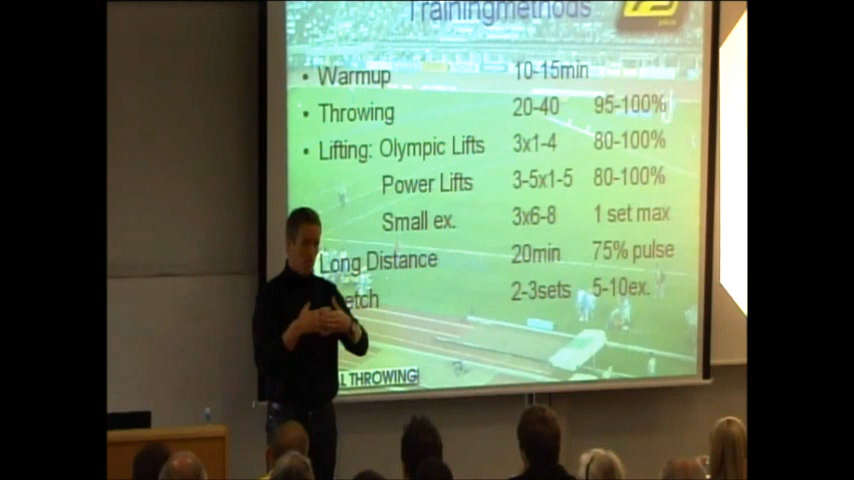 Trainingmethods
• Warmup 10-15min
• Throwing 20-40 95-100%
• Lifting: Olympic Lifts 3x1-4 80-100%
Power Lifts 3-5x1-5 80-100%
Small ex. 3x6-8 1 set max
Long Distance 20min 75% pulse
etch 2-3sets 5-10ex.
L THROWING